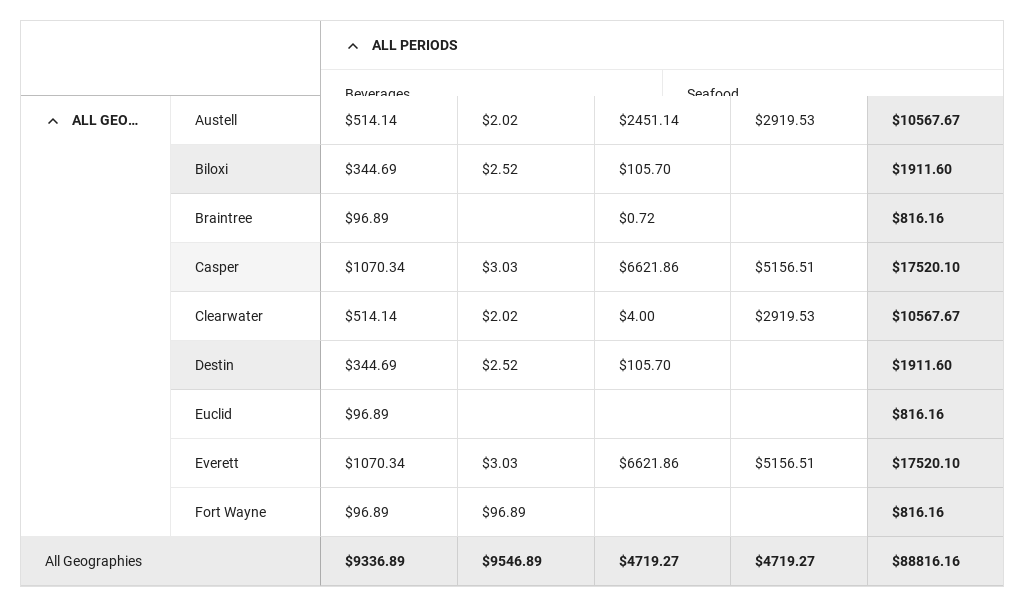 ALL PERIODS
Beverages Seafood
ALL GEO... Austell $514.14 $2.02 $2451.14 $2919.53 $10567.67
Biloxi $344.69 $2.52 $105.70 $1911.60
Braintree $96.89 $0.72 $816.16
Casper $1070.34 $3.03 $6621.86 $5156.51 $17520.10
Clearwater $514.14 $2.02 $4.00 $2919.53 $10567.67
Destin $344.69 $2.52 $105.70 $1911.60
Euclid $96.89 $816.16
Everett $1070.34 $3.03 $6621.86 $5156.51 $17520.10
Fort Wayne $96.89 $96.89 $816.16
All Geographies $9336.89 $9546.89 $4719.27 $4719.27 $88816.16